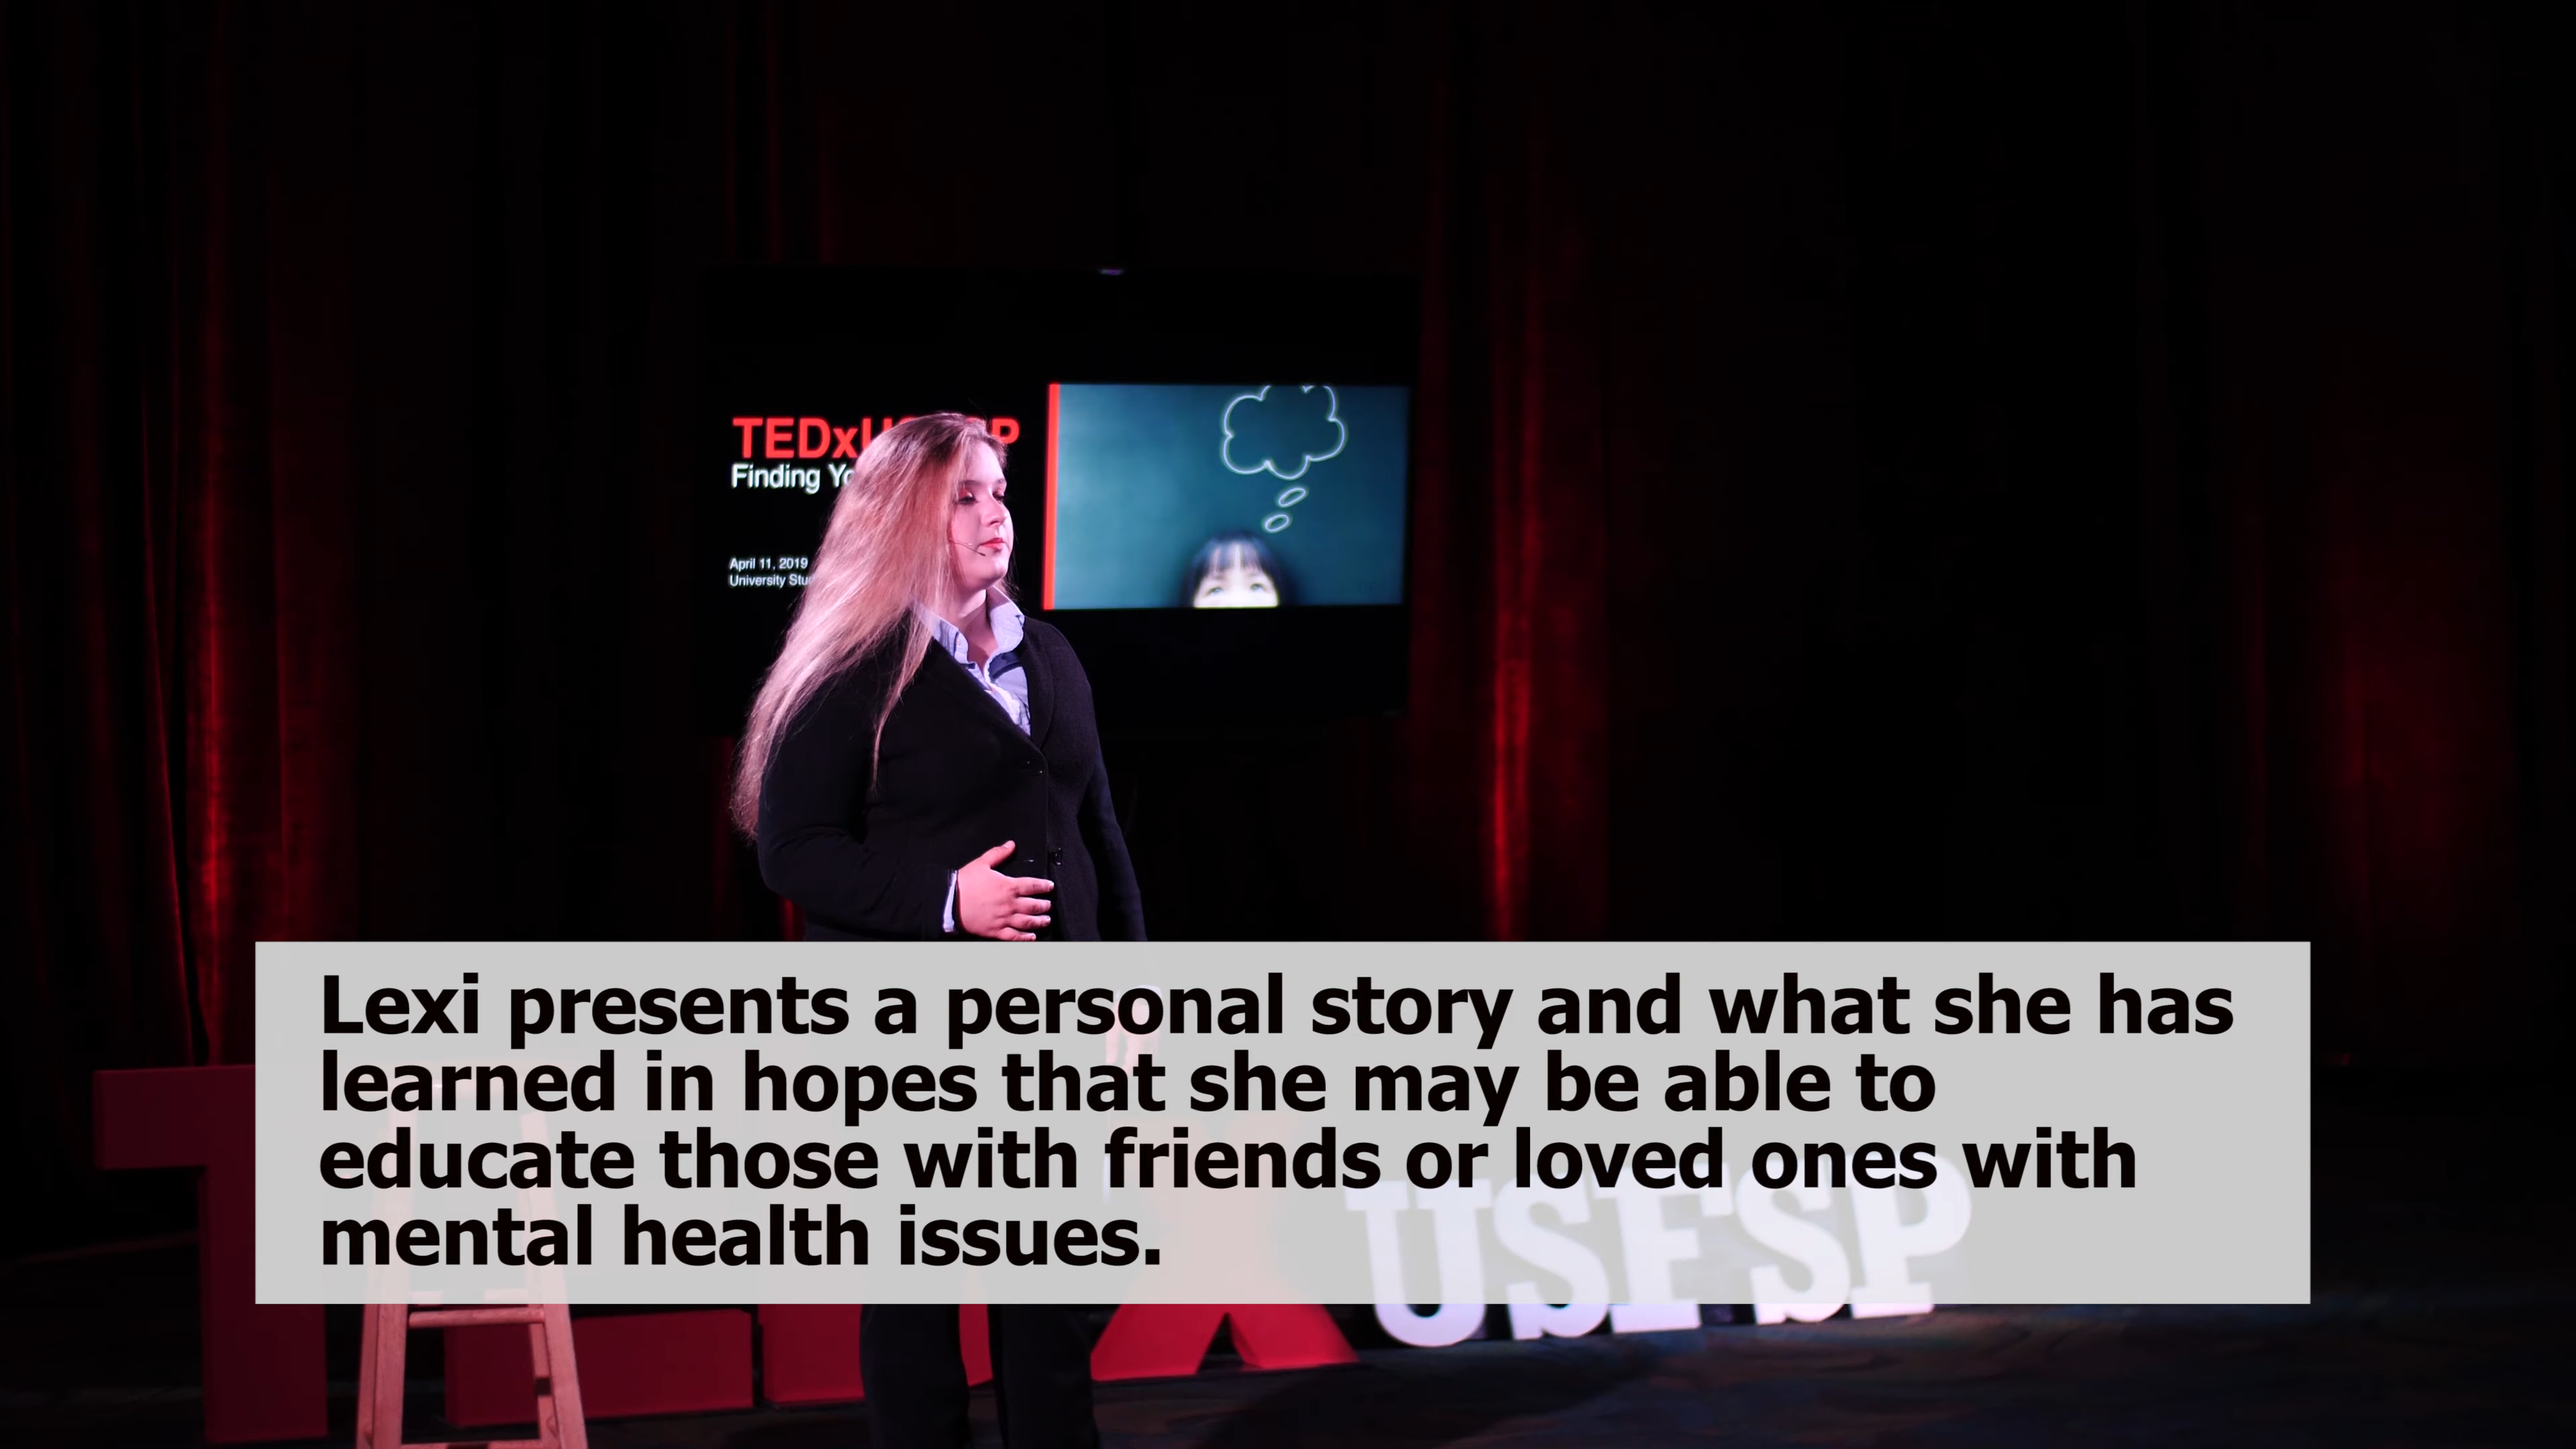 TEDxU
P
Finding Yo
April 11, 2019
University Stu
Lexi presents a personal story and what she has
learned in hopes that she may be able to
educate those with friends or loved ones with
mental health issues.
USFSP